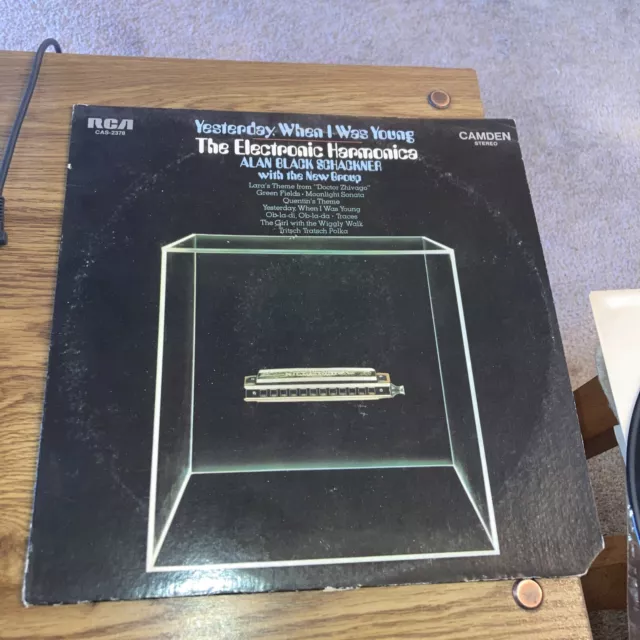 RCA
CAS-2378
Yesterday, When I Was Young
The Electronic Harmonica
ALAN BLACK SCHACKNER
with the New Group
Lara's Theme from "Doctor Zhivago"
Green Fields • Moonlight Sonata
Quentin's Theme
Yesterday, When I Was Young
Ob-la-di, Ob-la-da • Traces
The Girl with the Wiggly Walk
Tritsch Tratsch Polka
CAMDEN
STEREO